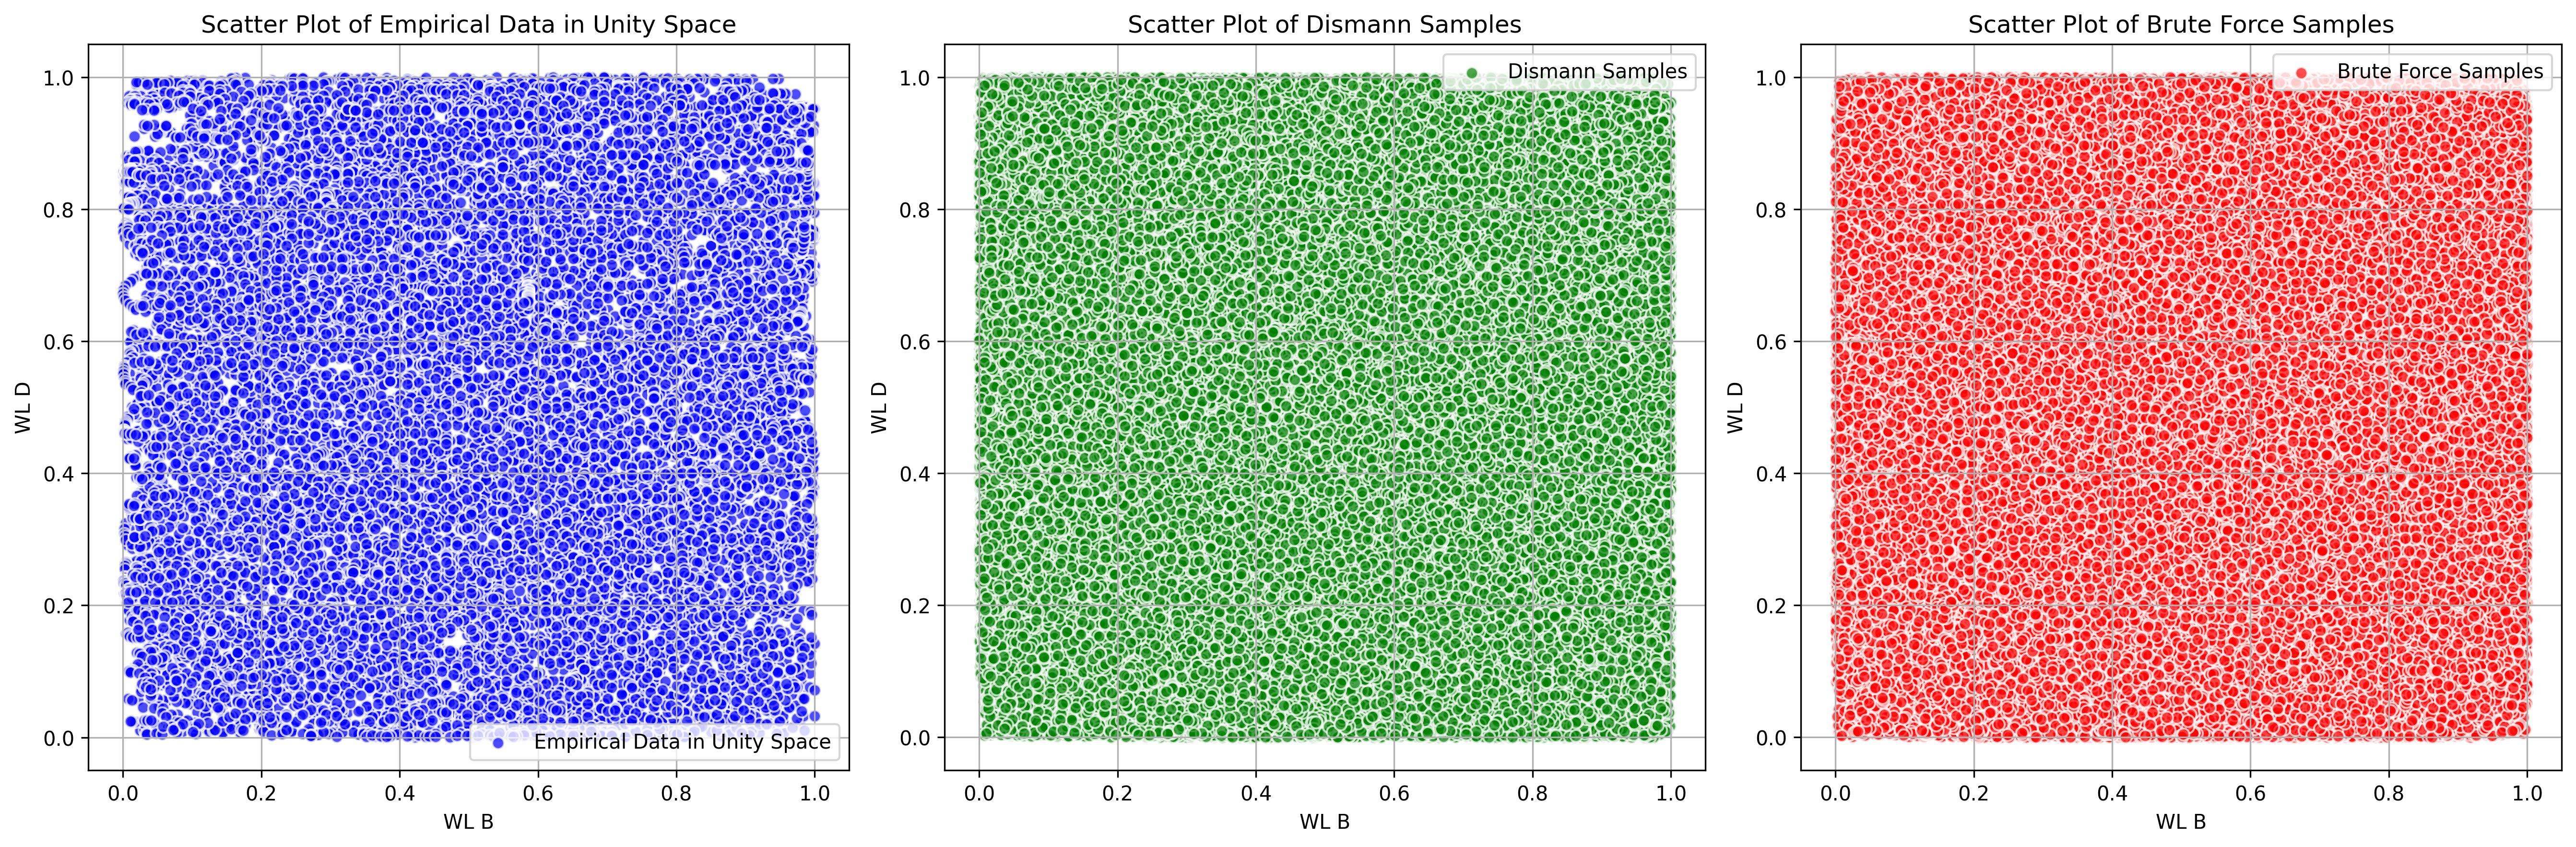 Scatter Plot of Empirical Data in Unity Space
1.0
0.8
0.6
0.4
0.2
0.0
WL D
Empirical Data in Unity Space
0.0 0.2 0.4 0.6 0.8 1.0
WL B
Scatter Plot of Dismann Samples
Dismann Samples
1.0
0.8
0.6
0.4
0.2
0.0
WL D
0.0 0.2 0.4 0.6 0.8 1.0
WL B
Scatter Plot of Brute Force Samples
Brute Force Samples
1.0
0.8
0.6
0.4
0.2
0.0
WL D
0.0 0.2 0.4 0.6 0.8 1.0
WL B